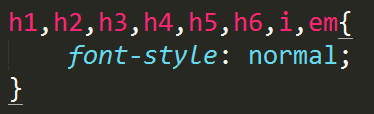 h1,h2,h3,h4,h5,h6,i,em{
    font-style: normal;
}